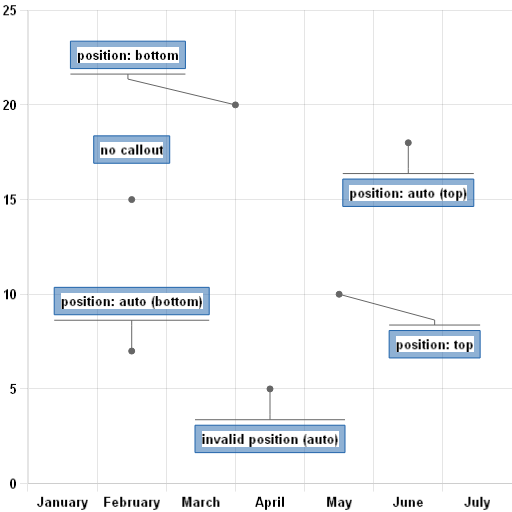 25
position: bottom
20
no callout
position: auto (top)
15
position: auto (bottom)
10
position: top
5
invalid position (auto)
0
January February March April May June July